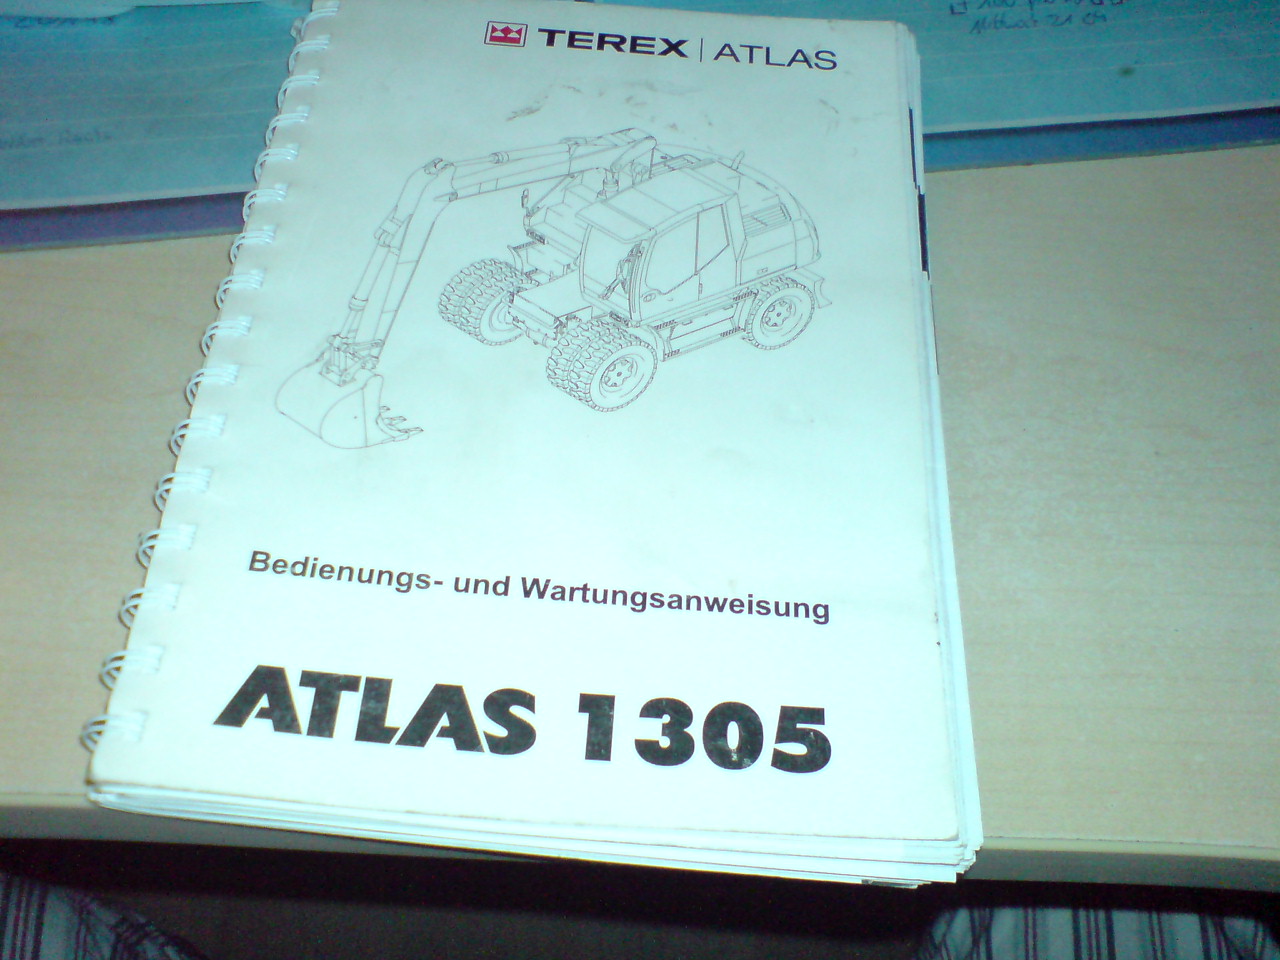 TEREX | ATLAS
Bedienungs- und Wartungsanweisung
ATLAS 1305